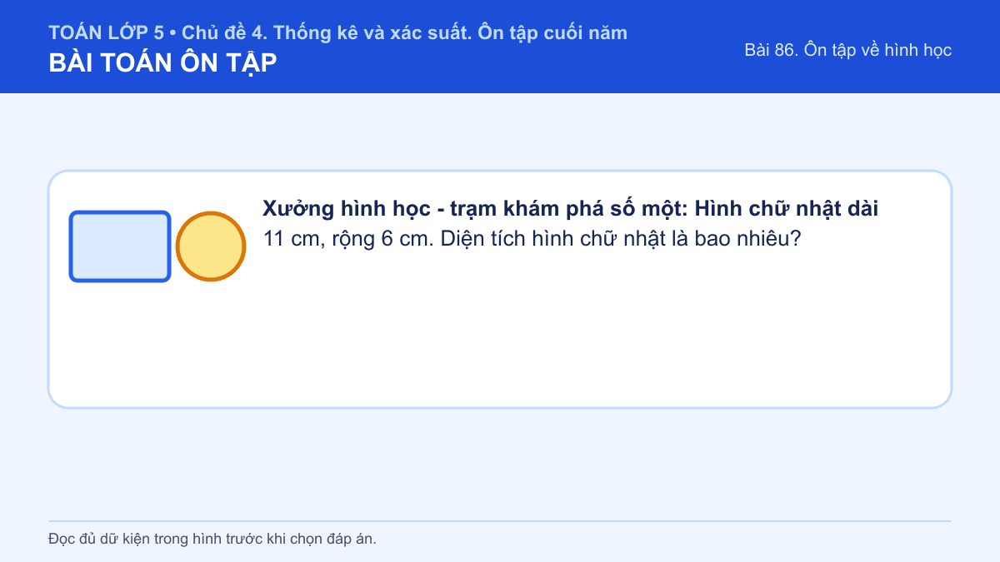 TOÁN LỚP 5 • Chủ đề 4. Thống kê và xác suất. Ôn tập cuối năm
BÀI TOÁN ÔN TẬP
Bài 86. Ôn tập về hình học
Xưởng hình học - trạm khám phá số một: Hình chữ nhật dài
11 cm, rộng 6 cm. Diện tích hình chữ nhật là bao nhiêu?
Đọc đủ dữ kiện trong hình trước khi chọn đáp án.